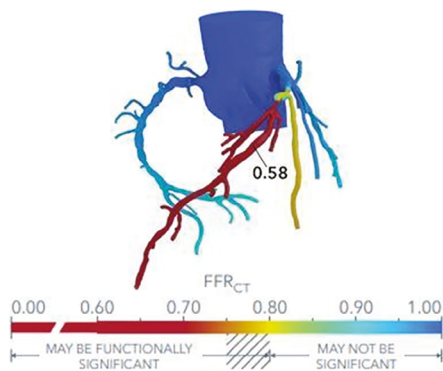 0.58
FFRCT
0.00 0.60 0.70 0.80 0.90 1.00
MAY BE FUNCTIONALLY SIGNIFICANT
MAY NOT BE SIGNIFICANT